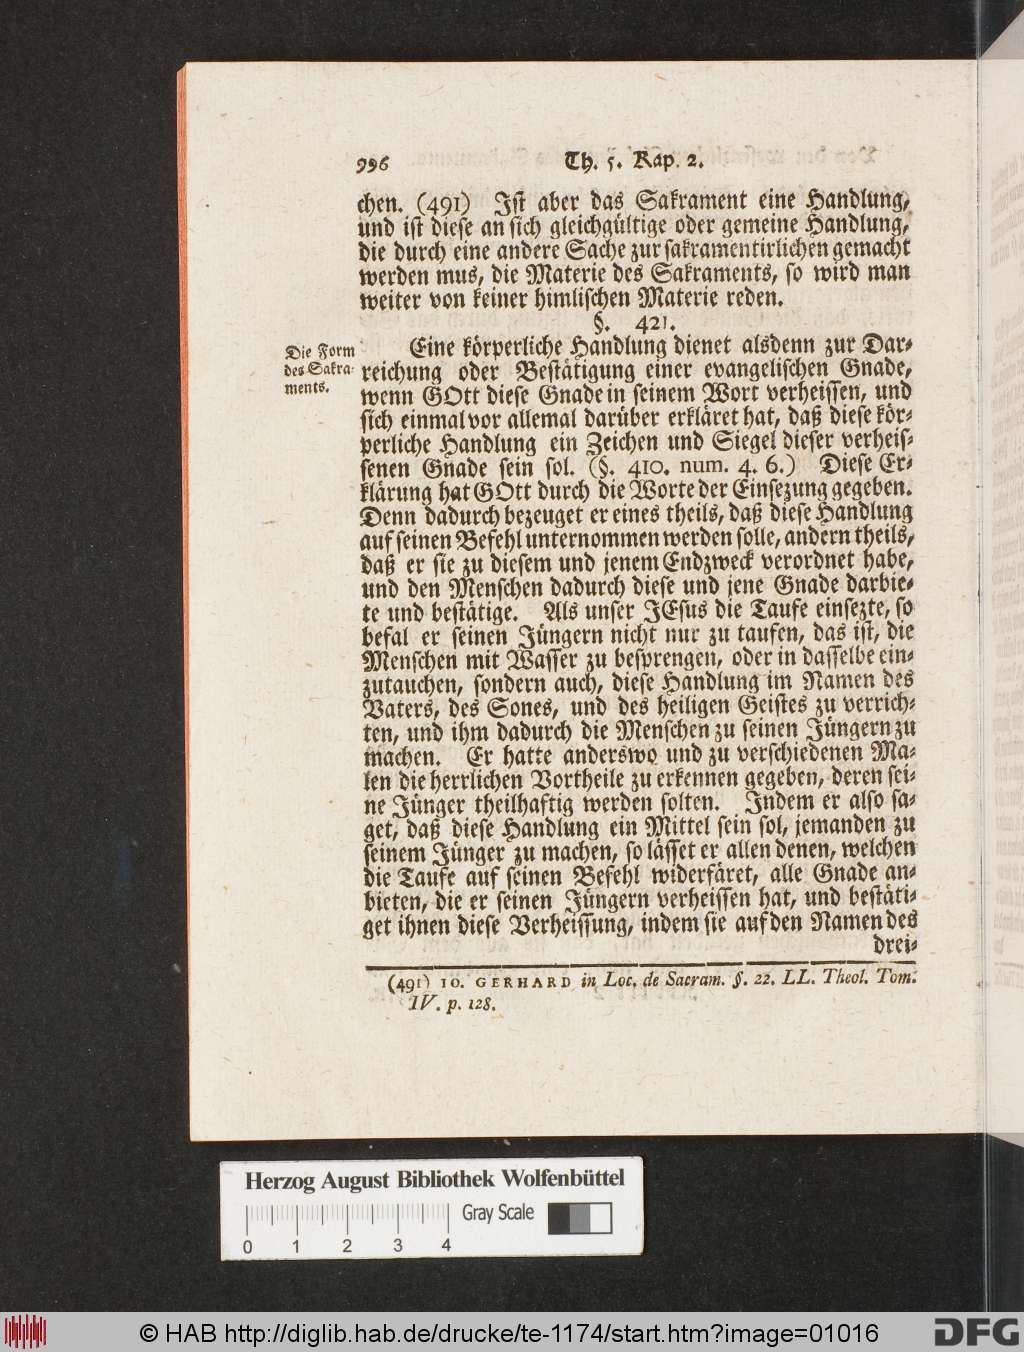 996 Th. 5. Kap. 2.
chen. (491) Ist aber das Sakrament eine Handlung,
und ist diese an sich gleichgültige oder gemeine Handlung,
die durch eine andere Sache zur sakramentirlichen gemacht
werden mus, die Materie des Sakraments, so wird man
weiter von keiner himlischen Materie reden.
§. 421.
Die Form
des Sakra-
ments.
Eine körperliche Handlung dienet alsdenn zur Dar-
reichung oder Bestätigung einer evangelischen Gnade,
wenn GOtt diese Gnade in seinem Wort verheissen, und
sich einmal vor allemal darüber erkläret hat, daß diese kör-
perliche Handlung ein Zeichen und Siegel dieser verheis-
senen Gnade sein sol. (§. 410. num. 4. 6.) Diese Er-
klärung hat GOtt durch die Worte der Einsezung gegeben.
Denn dadurch bezeuget er eines theils, daß diese Handlung
auf seinen Befehl unternommen werden solle, andern theils,
daß er sie zu diesem und jenem Endzweck verordnet habe,
und den Menschen dadurch diese und jene Gnade darbie-
te und bestätige. Als unser JEsus die Taufe einsezte, so
befal er seinen Jüngern nicht nur zu taufen, das ist, die
Menschen mit Wasser zu besprengen, oder in dasselbe ein-
zutauchen, sondern auch, diese Handlung im Namen des
Vaters, des Sones, und des heiligen Geistes zu verrich-
ten, und ihm dadurch die Menschen zu seinen Jüngern zu
machen. Er hatte anderswo und zu verschiedenen Ma-
len die herrlichen Vortheile zu erkennen gegeben, deren sei-
ne Jünger theilhaftig werden solten. Indem er also sa-
get, daß diese Handlung ein Mittel sein sol, jemanden zu
seinem Jünger zu machen, so lässet er allen denen, welchen
die Taufe auf seinen Befehl widerfäret, alle Gnade an-
bieten, die er seinen Jüngern verheissen hat, und bestäti-
get ihnen diese Verheissung, indem sie auf den Namen des
drei-
(491) IO. GERHARD in Loc. de Sacram. §. 22. LL. Theol. Tom.
IV. p. 128.
Herzog August Bibliothek Wolfenbüttel
Gray Scale
0 1 2 3 4
© HAB http://diglib.hab.de/drucke/te-1174/start.htm?image=01016
DFG